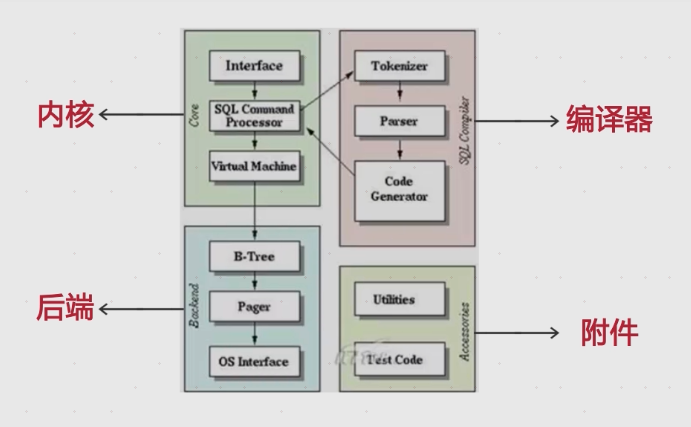 内核
Core
Interface
SQL Command
Processor
Virtual Machine
Tokenizer
Parser
Code
Generator
SQL Compiler
编译器
后端
Backend
B-Tree
Pager
OS Interface
Utilities
Test Code
Accessories
附件